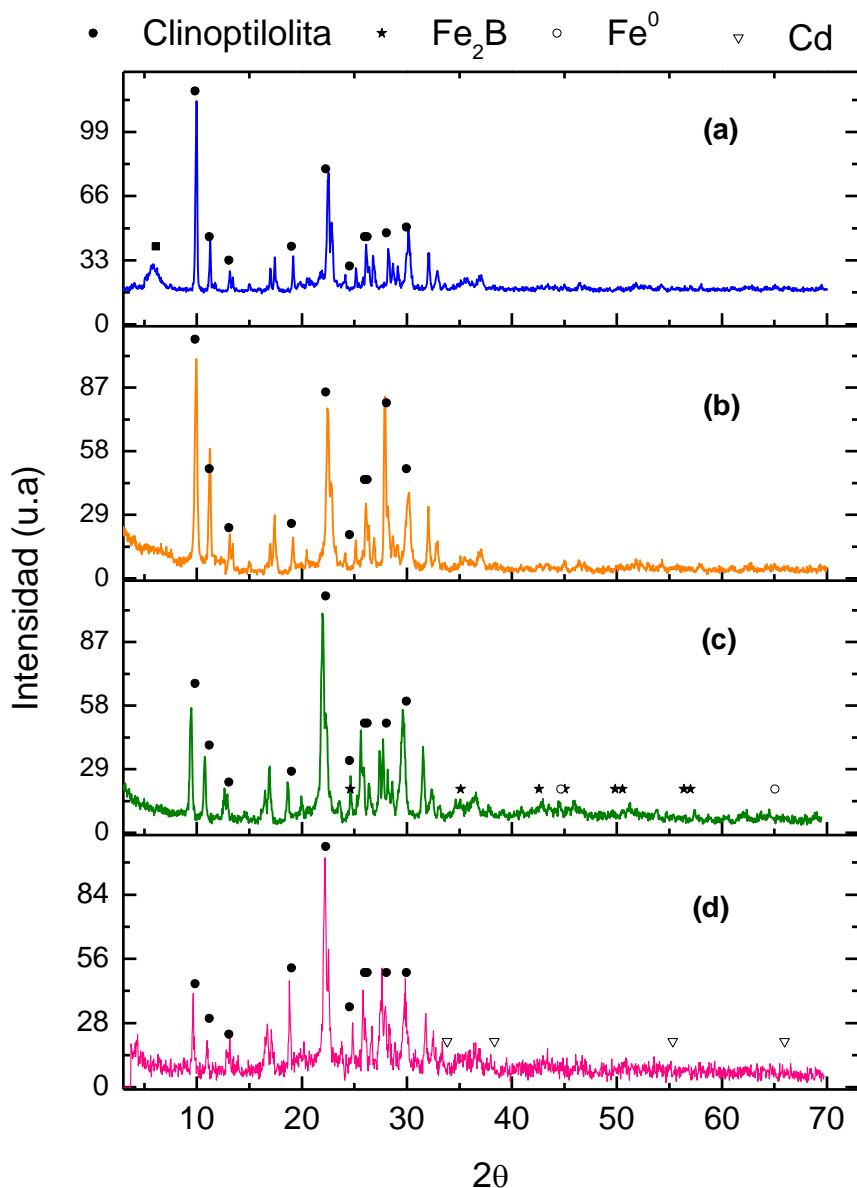 ● Clinoptilolita ★ Fe₂B ○ Fe⁰ ▽ Cd
(a)
99
66
33
0
(b)
87
58
29
0
Intensidad (u.a)
(c)
87
58
29
0
(d)
84
56
28
0
10 20 30 40 50 60 70
2θ